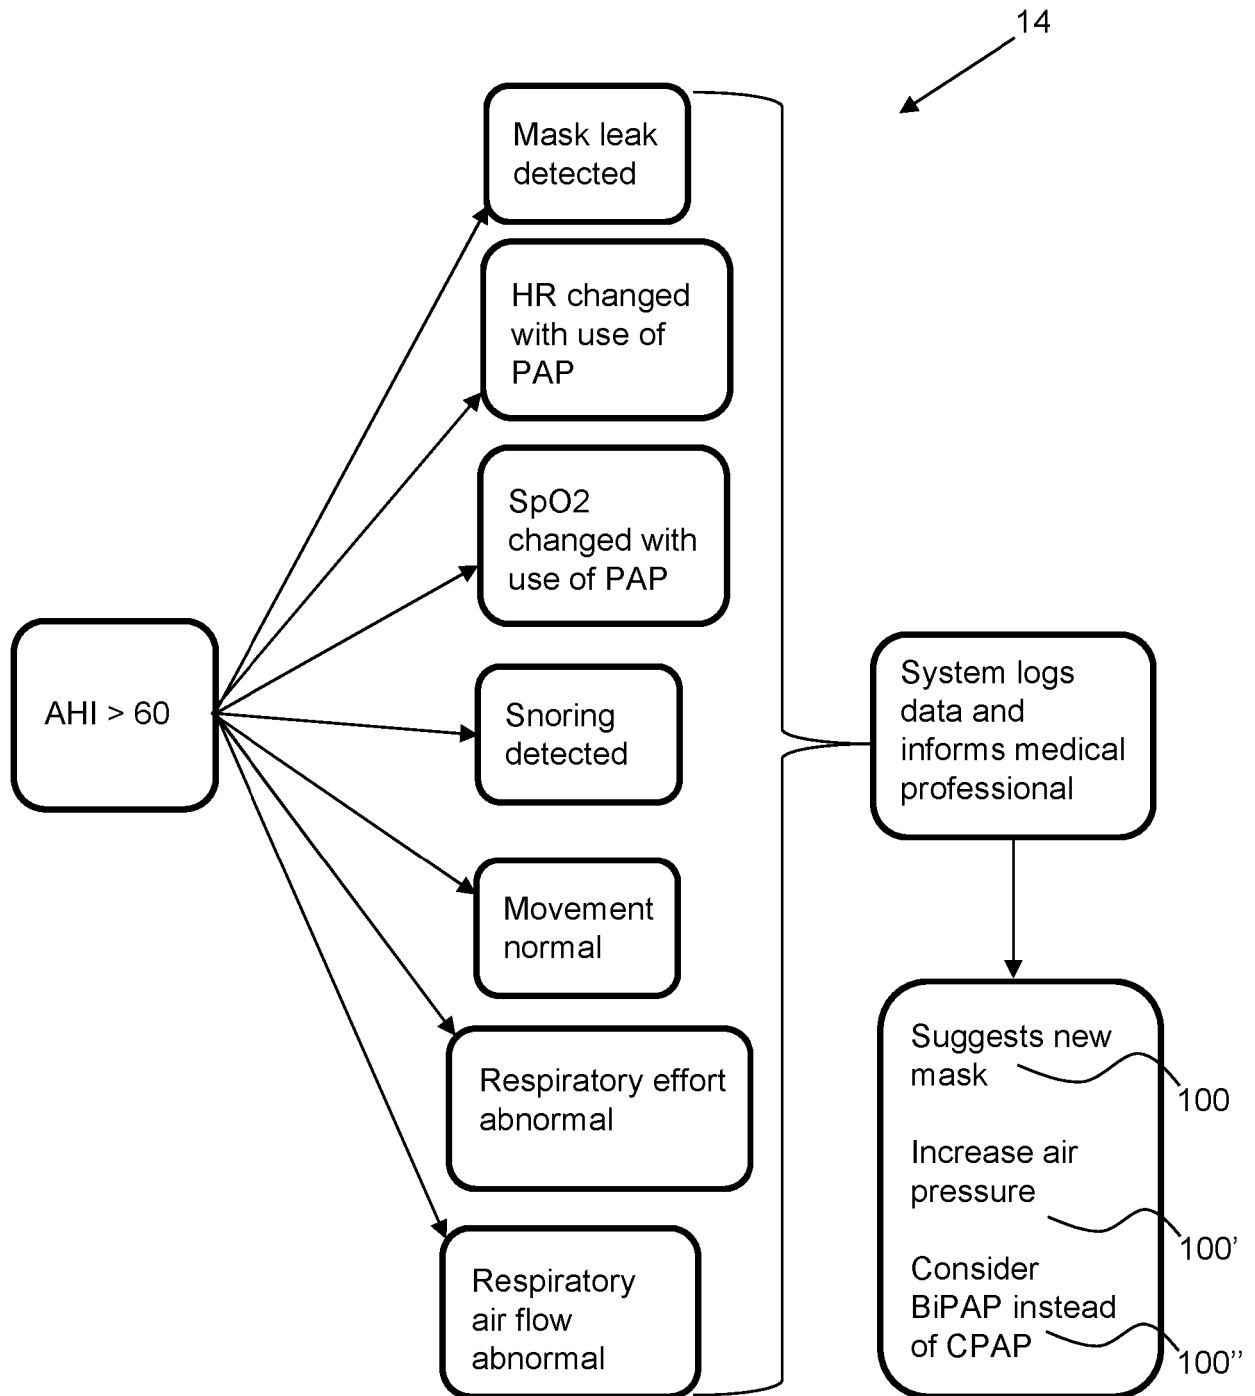 14
Mask leak
detected
HR changed
with use of
PAP
SpO2
changed with
use of PAP
AHI > 60
Snoring
detected
Movement
normal
Respiratory effort
abnormal
Respiratory
air flow
abnormal
System logs
data and
informs medical
professional
Suggests new
mask
100
Increase air
pressure
100'
Consider
BiPAP instead
of CPAP
100''